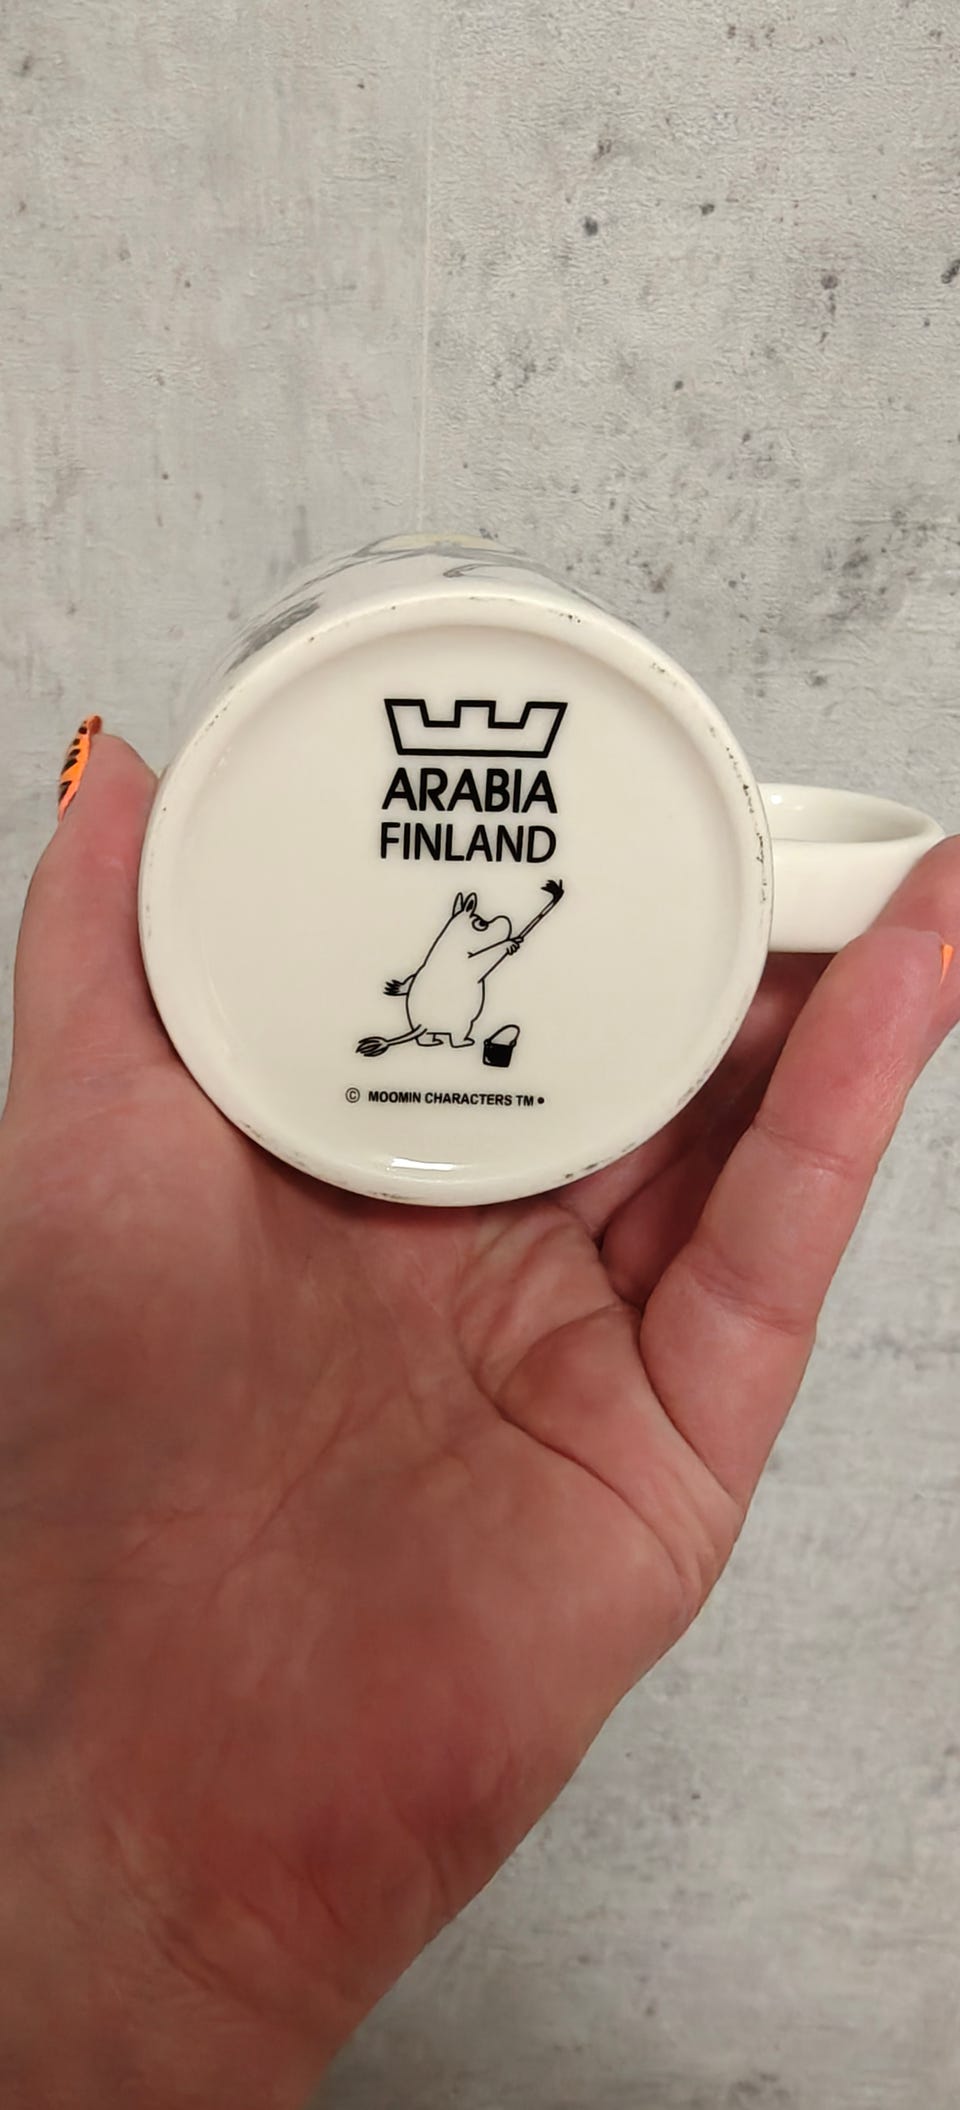 ARABIA
FINLAND
© MOOMIN CHARACTERS TM •